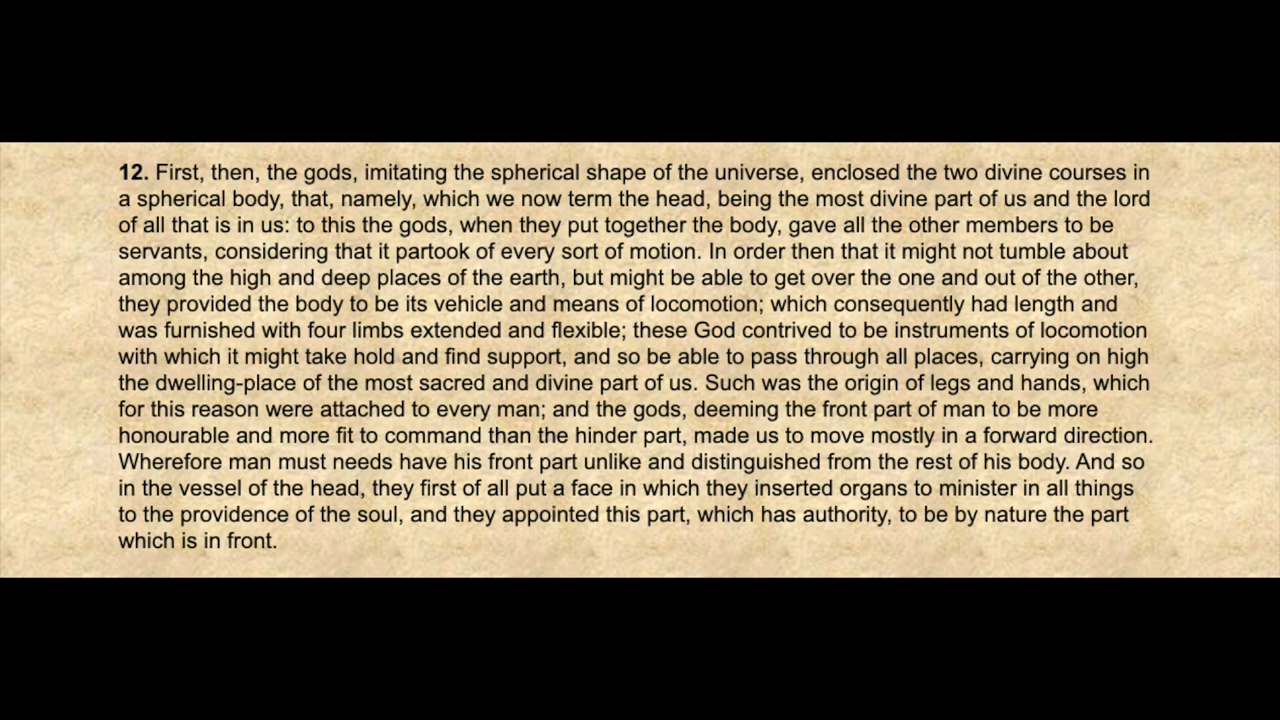 12. First, then, the gods, imitating the spherical shape of the universe, enclosed the two divine courses in
a spherical body, that, namely, which we now term the head, being the most divine part of us and the lord
of all that is in us: to this the gods, when they put together the body, gave all the other members to be
servants, considering that it partook of every sort of motion. In order then that it might not tumble about
among the high and deep places of the earth, but might be able to get over the one and out of the other,
they provided the body to be its vehicle and means of locomotion; which consequently had length and
was furnished with four limbs extended and flexible; these God contrived to be instruments of locomotion
with which it might take hold and find support, and so be able to pass through all places, carrying on high
the dwelling-place of the most sacred and divine part of us. Such was the origin of legs and hands, which
for this reason were attached to every man; and the gods, deeming the front part of man to be more
honourable and more fit to command than the hinder part, made us to move mostly in a forward direction.
Wherefore man must needs have his front part unlike and distinguished from the rest of his body. And so
in the vessel of the head, they first of all put a face in which they inserted organs to minister in all things
to the providence of the soul, and they appointed this part, which has authority, to be by nature the part
which is in front.